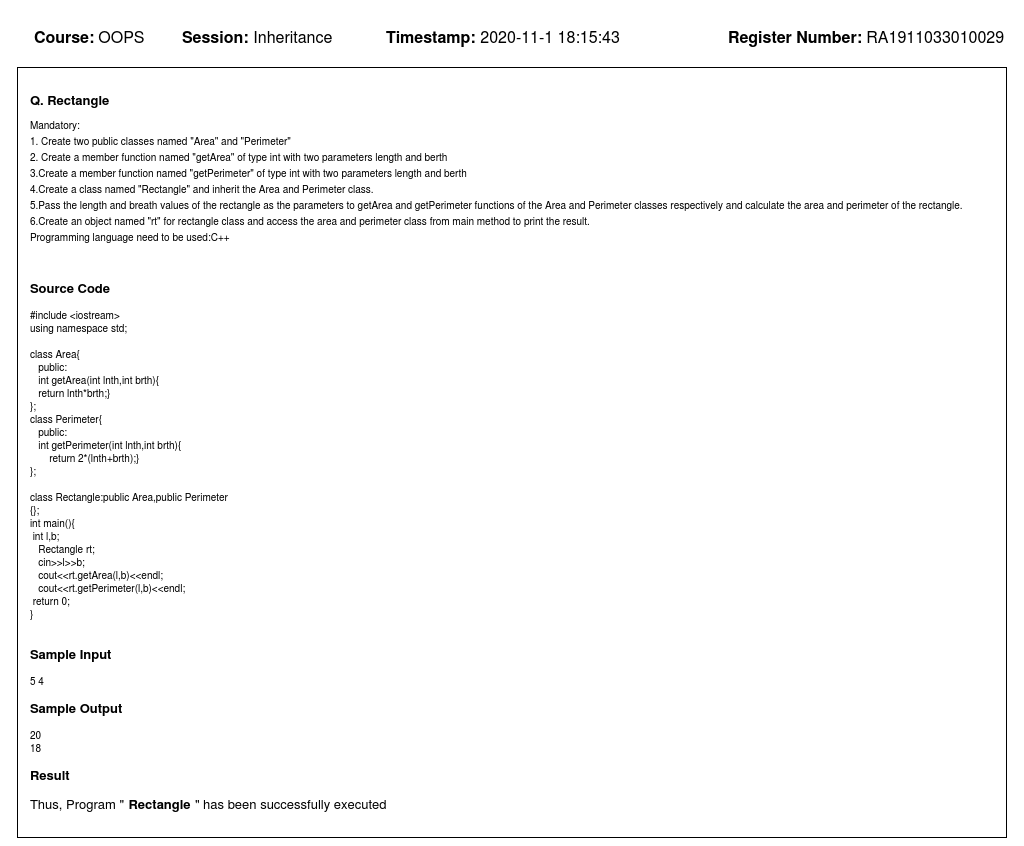 Course: OOPS Session: Inheritance Timestamp: 2020-11-1 18:15:43 Register Number: RA1911033010029
Q. Rectangle
Mandatory:
1. Create two public classes named "Area" and "Perimeter"
2. Create a member function named "getArea" of type int with two parameters length and berth
3.Create a member function named "getPerimeter" of type int with two parameters length and berth
4.Create a class named "Rectangle" and inherit the Area and Perimeter class.
5.Pass the length and breath values of the rectangle as the parameters to getArea and getPerimeter functions of the Area and Perimeter classes respectively and calculate the area and perimeter of the rectangle.
6.Create an object named "rt" for rectangle class and access the area and perimeter class from main method to print the result.
Programming language need to be used:C++
Source Code
#include <iostream>
using namespace std;
class Area{
public:
int getArea(int lnth,int brth){
return lnth*brth;}
};
class Perimeter{
public:
int getPerimeter(int lnth,int brth){
return 2*(lnth+brth);}
};
class Rectangle:public Area,public Perimeter
{};
int main(){
int l,b;
Rectangle rt;
cin>>l>>b;
cout<<rt.getArea(l,b)<<endl;
cout<<rt.getPerimeter(l,b)<<endl;
return 0;
}
Sample Input
5 4
Sample Output
20
18
Result
Thus, Program " Rectangle " has been successfully executed